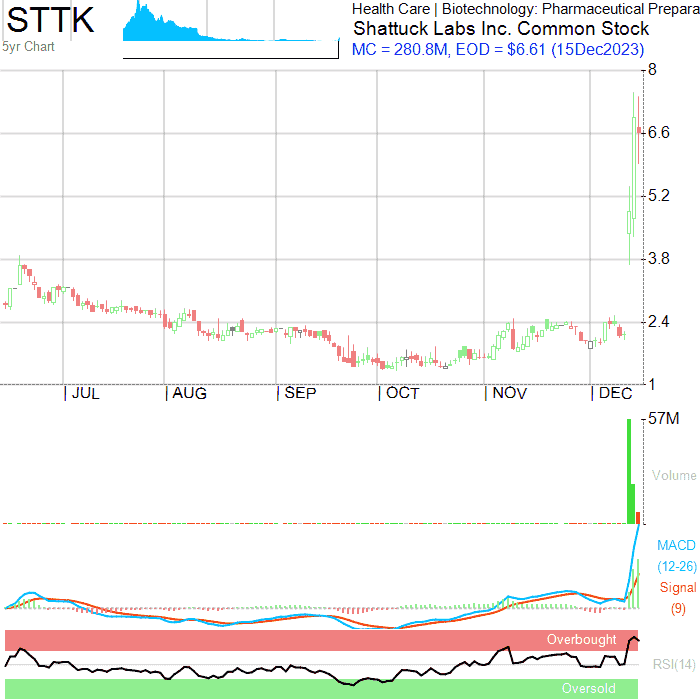 STTK
5yr Chart
Health Care | Biotechnology: Pharmaceutical Prepara
Shattuck Labs Inc. Common Stock
MC = 280.8M, EOD = $6.61 (15Dec2023)
8
6.6
5.2
3.8
2.4
1
| JUL | AUG | SEP | OCT | NOV | DEC
57M
Volume
MACD
(12-26)
Signal
(9)
Overbought
RSI(14)
Oversold